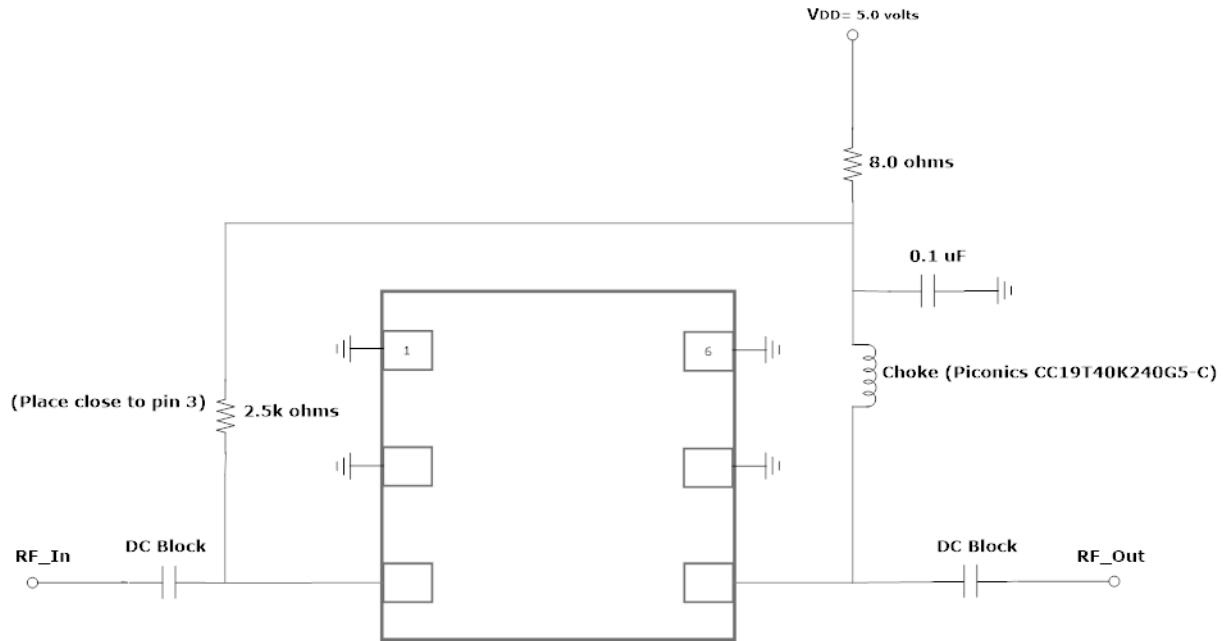 VDD= 5.0 volts
8.0 ohms
0.1 uF
1
6
Choke (Piconics CC19T40K240G5-C)
(Place close to pin 3)
2.5k ohms
DC Block
DC Block
RF_In
RF_Out